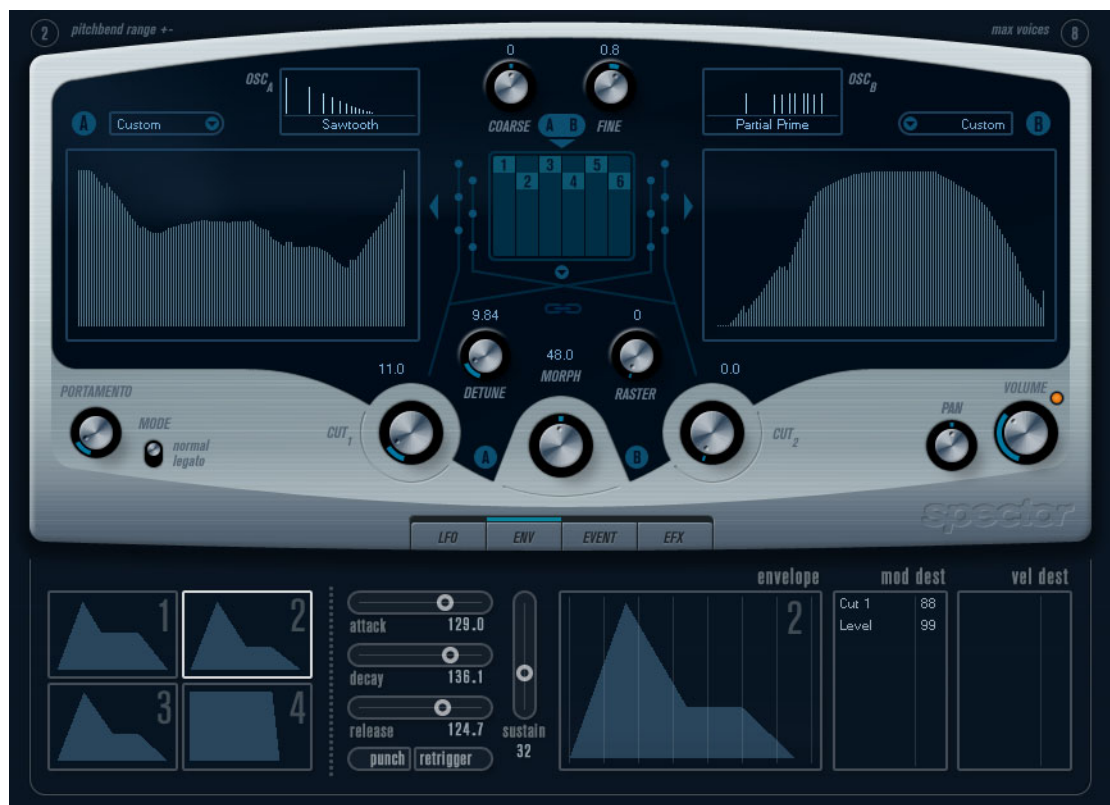 2 pitchbend range +-
max voices 8
0
0.8
OSC A
OSC B
A Custom
Sawtooth
COARSE A B FINE
Partial Prime
Custom B
1 3 5
2 4 6
9.84
0
48.0
11.0
MORPH
0.0
DETUNE
RASTER
PORTAMENTO
VOLUME
MODE
normal
legato
CUT 1
A
B
CUT 2
PAN
spector
LFO ENV EVENT EFX
envelope
mod dest
vel dest
1
2
3
4
attack 129.0
decay 136.1
release 124.7
punch retrigger
sustain
32
2
Cut 1 88
Level 99